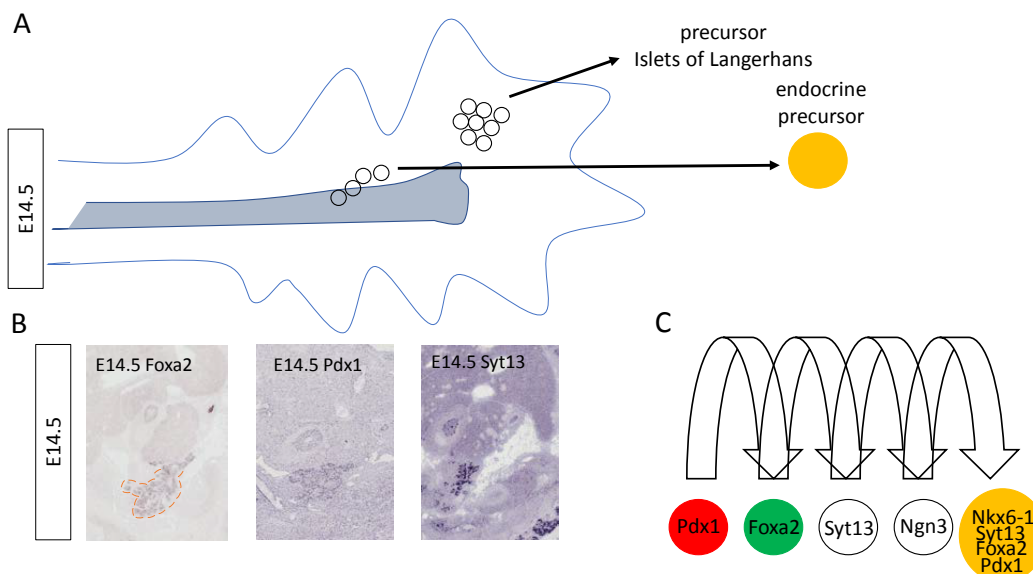 A
precursor
Islets of Langerhans
endocrine
precursor
E14.5
B
E14.5
E14.5 Foxa2
E14.5 Pdx1
E14.5 Syt13
C
Pdx1
Foxa2
Syt13
Ngn3
Nkx6-1
Syt13
Foxa2
Pdx1